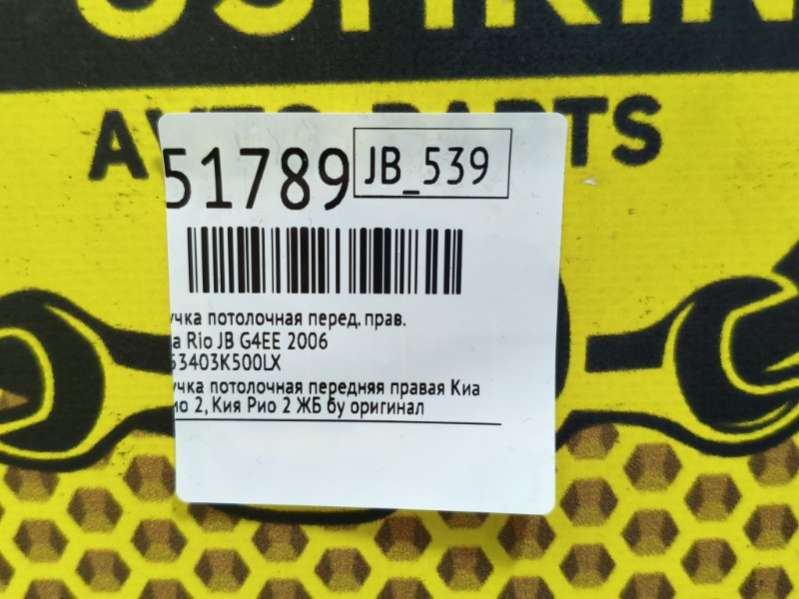 AVTO PARTS
51789
JB_539
учка потолочная перед. прав.
a Rio JB G4EE 2006
53403K500LX
учка потолочная передняя правая Киа
ио 2, Кия Рио 2 ЖБ бу оригинал